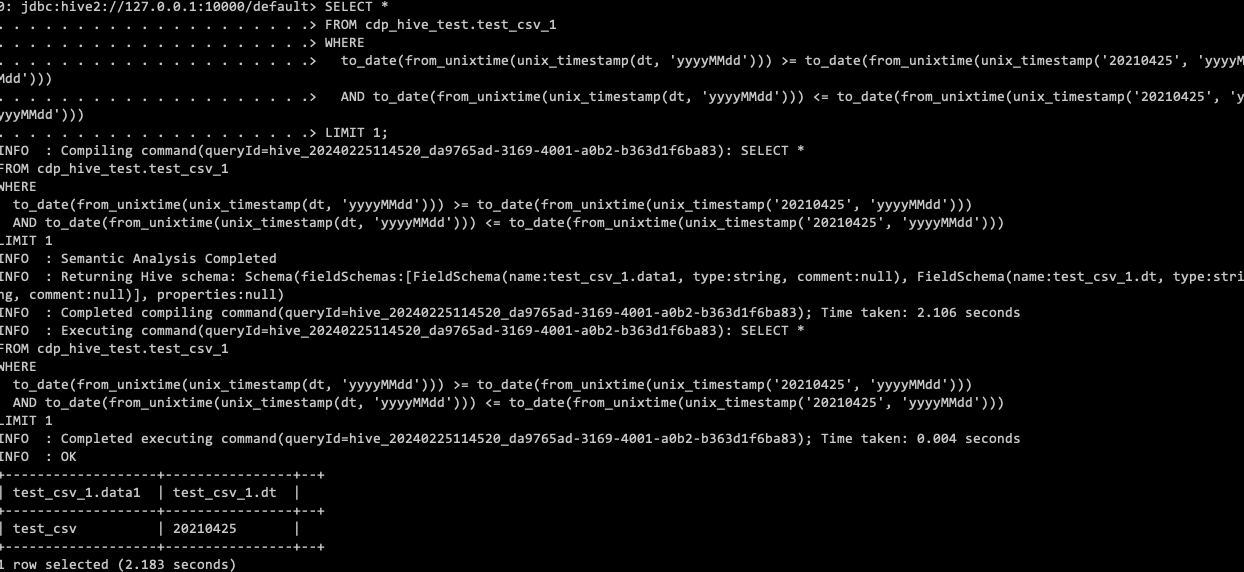 0: jdbc:hive2://127.0.0.1:10000/default> SELECT *
. . . . . . . . . . . . . . . . . . . .> FROM cdp_hive_test.test_csv_1
. . . . . . . . . . . . . . . . . . . .> WHERE
. . . . . . . . . . . . . . . . . . . .>   to_date(from_unixtime(unix_timestamp(dt, 'yyyyMMdd'))) >= to_date(from_unixtime(unix_timestamp('20210425', 'yyyyM
Mdd')))
. . . . . . . . . . . . . . . . . . . .>   AND to_date(from_unixtime(unix_timestamp(dt, 'yyyyMMdd'))) <= to_date(from_unixtime(unix_timestamp('20210425', 'y
yyyMMdd')))
. . . . . . . . . . . . . . . . . . . .> LIMIT 1;
INFO  : Compiling command(queryId=hive_20240225114520_da9765ad-3169-4001-a0b2-b363d1f6ba83): SELECT *
FROM cdp_hive_test.test_csv_1
WHERE
  to_date(from_unixtime(unix_timestamp(dt, 'yyyyMMdd'))) >= to_date(from_unixtime(unix_timestamp('20210425', 'yyyyMMdd')))
  AND to_date(from_unixtime(unix_timestamp(dt, 'yyyyMMdd'))) <= to_date(from_unixtime(unix_timestamp('20210425', 'yyyyMMdd')))
LIMIT 1
INFO  : Semantic Analysis Completed
INFO  : Returning Hive schema: Schema(fieldSchemas:[FieldSchema(name:test_csv_1.data1, type:string, comment:null), FieldSchema(name:test_csv_1.dt, type:stri
ng, comment:null)], properties:null)
INFO  : Completed compiling command(queryId=hive_20240225114520_da9765ad-3169-4001-a0b2-b363d1f6ba83); Time taken: 2.106 seconds
INFO  : Executing command(queryId=hive_20240225114520_da9765ad-3169-4001-a0b2-b363d1f6ba83): SELECT *
FROM cdp_hive_test.test_csv_1
WHERE
  to_date(from_unixtime(unix_timestamp(dt, 'yyyyMMdd'))) >= to_date(from_unixtime(unix_timestamp('20210425', 'yyyyMMdd')))
  AND to_date(from_unixtime(unix_timestamp(dt, 'yyyyMMdd'))) <= to_date(from_unixtime(unix_timestamp('20210425', 'yyyyMMdd')))
LIMIT 1
INFO  : Completed executing command(queryId=hive_20240225114520_da9765ad-3169-4001-a0b2-b363d1f6ba83); Time taken: 0.004 seconds
INFO  : OK
+-------------------+----------------+--+
| test_csv_1.data1  | test_csv_1.dt  |
+-------------------+----------------+--+
| test_csv          | 20210425       |
+-------------------+----------------+--+
1 row selected (2.183 seconds)